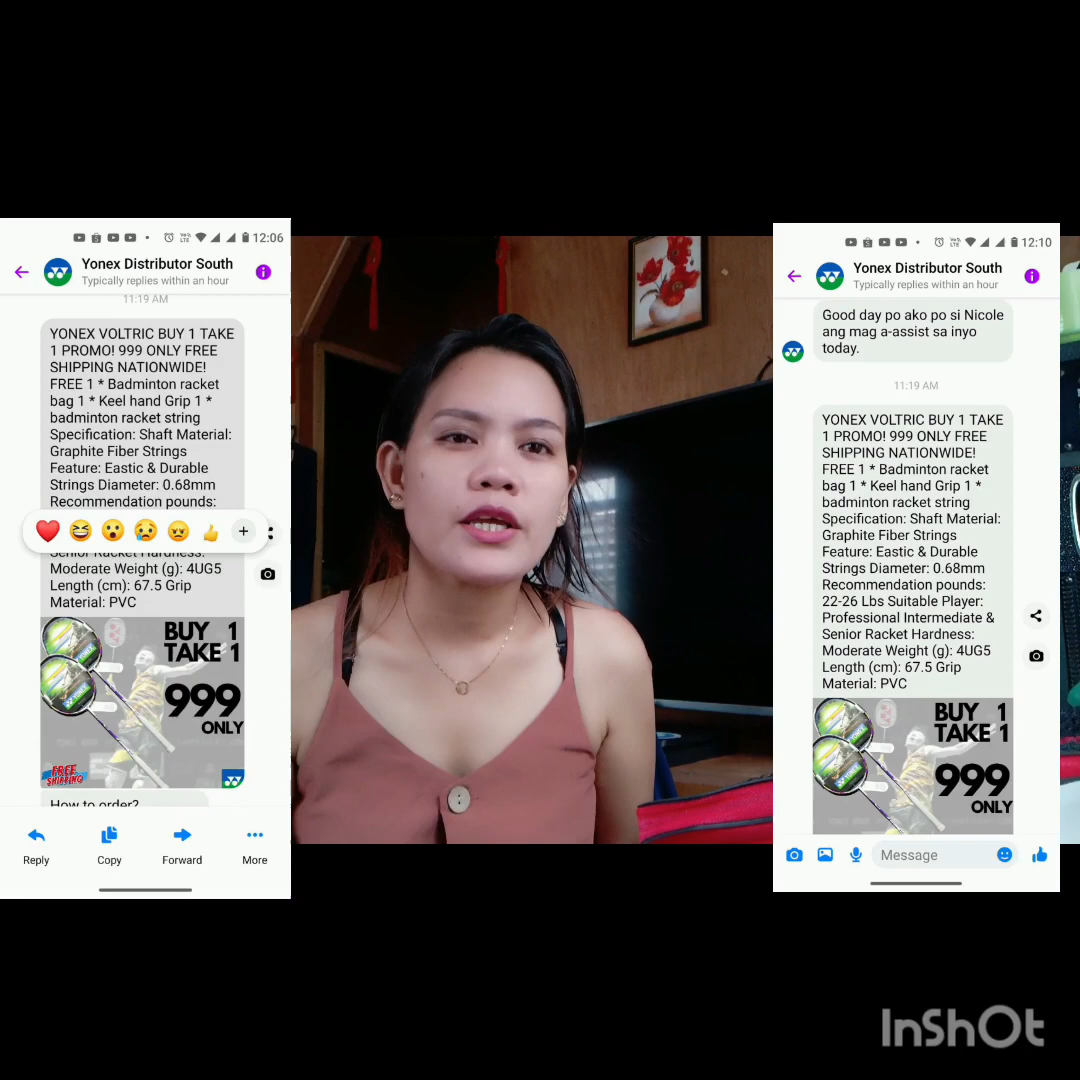 12:06
Yonex Distributor South
Typically replies within an hour
11:19 AM
YONEX VOLTRIC BUY 1 TAKE
1 PROMO! 999 ONLY FREE
SHIPPING NATIONWIDE!
FREE 1 * Badminton racket
bag 1 * Keel hand Grip 1 *
badminton racket string
Specification: Shaft Material:
Graphite Fiber Strings
Feature: Eastic & Durable
Strings Diameter: 0.68mm
Recommendation pounds:
Senior Racket Hardness:
Moderate Weight (g): 4UG5
Length (cm): 67.5 Grip
Material: PVC
BUY 1
TAKE 1
999
ONLY
FREE
SHIPPING
How to order?
Reply
Copy
Forward
More
12:10
Yonex Distributor South
Typically replies within an hour
Good day po ako po si Nicole
ang mag a-assist sa inyo
today.
11:19 AM
YONEX VOLTRIC BUY 1 TAKE
1 PROMO! 999 ONLY FREE
SHIPPING NATIONWIDE!
FREE 1 * Badminton racket
bag 1 * Keel hand Grip 1 *
badminton racket string
Specification: Shaft Material:
Graphite Fiber Strings
Feature: Eastic & Durable
Strings Diameter: 0.68mm
Recommendation pounds:
22-26 Lbs Suitable Player:
Professional Intermediate &
Senior Racket Hardness:
Moderate Weight (g): 4UG5
Length (cm): 67.5 Grip
Material: PVC
BUY 1
TAKE 1
999
ONLY
Message
InShOt